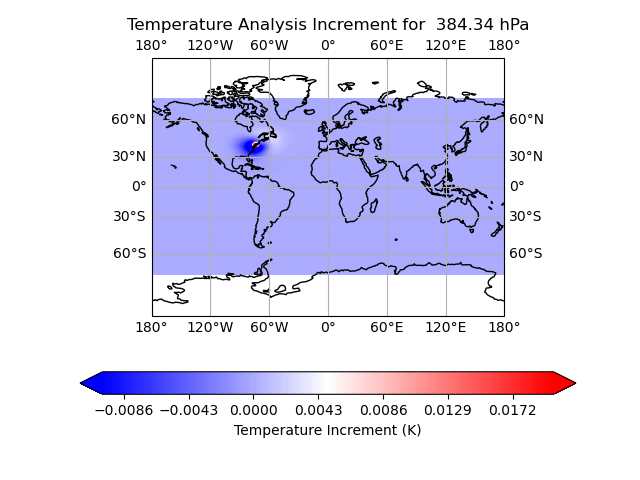 Temperature Analysis Increment for  384.34 hPa
180° 120°W 60°W 0° 60°E 120°E 180°
60°N 60°N
30°N 30°N
0° 0°
30°S 30°S
60°S 60°S
180° 120°W 60°W 0° 60°E 120°E 180°
−0.0086 −0.0043 0.0000 0.0043 0.0086 0.0129 0.0172
Temperature Increment (K)